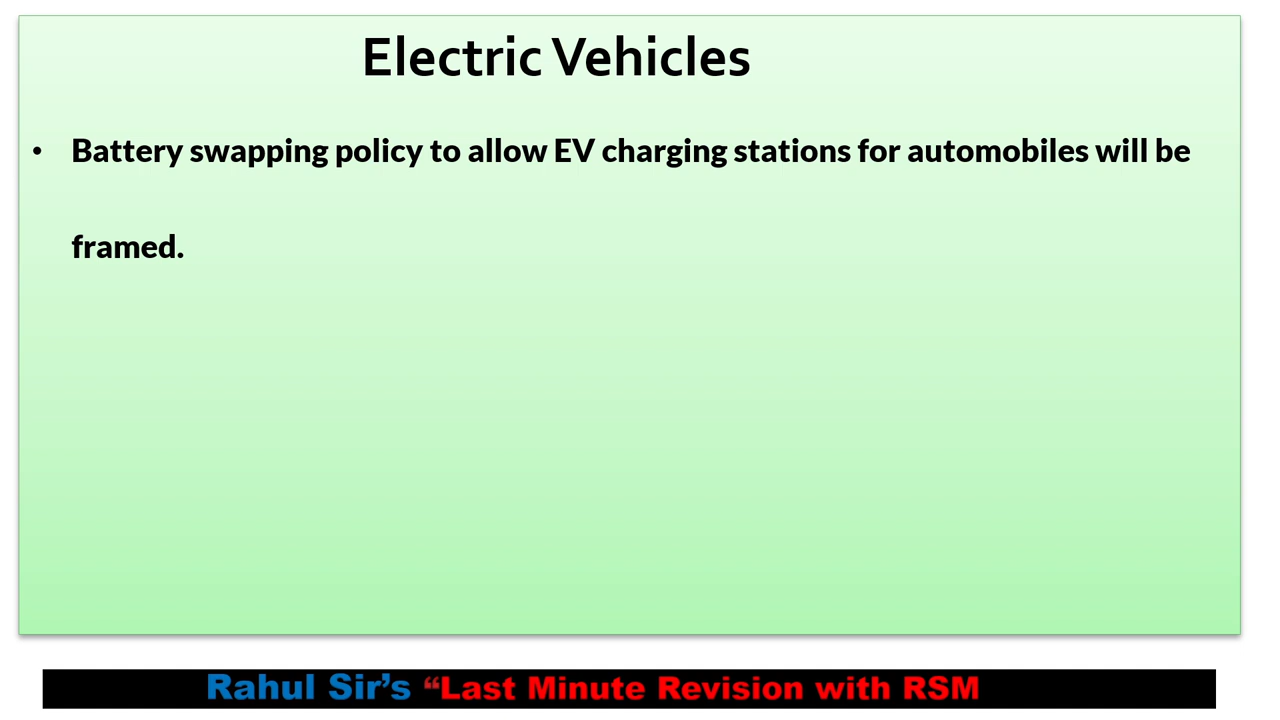 Electric Vehicles
• Battery swapping policy to allow EV charging stations for automobiles will be
framed.
Rahul Sir’s “Last Minute Revision with RSM